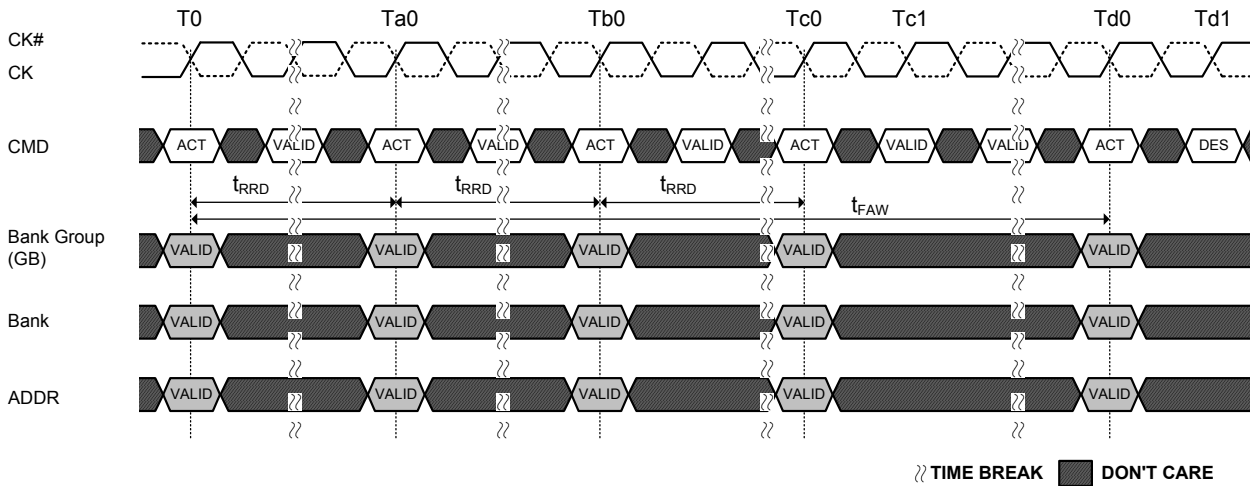 T0 Ta0 Tb0 Tc0 Tc1 Td0 Td1
CK#
CK
CMD ACT VALID ACT VALID ACT VALID ACT VALID VALID ACT DES
tRRD tRRD tRRD
tFAW
Bank Group
(GB)
VALID VALID VALID VALID VALID
Bank VALID VALID VALID VALID VALID
ADDR VALID VALID VALID VALID VALID
TIME BREAK DON'T CARE